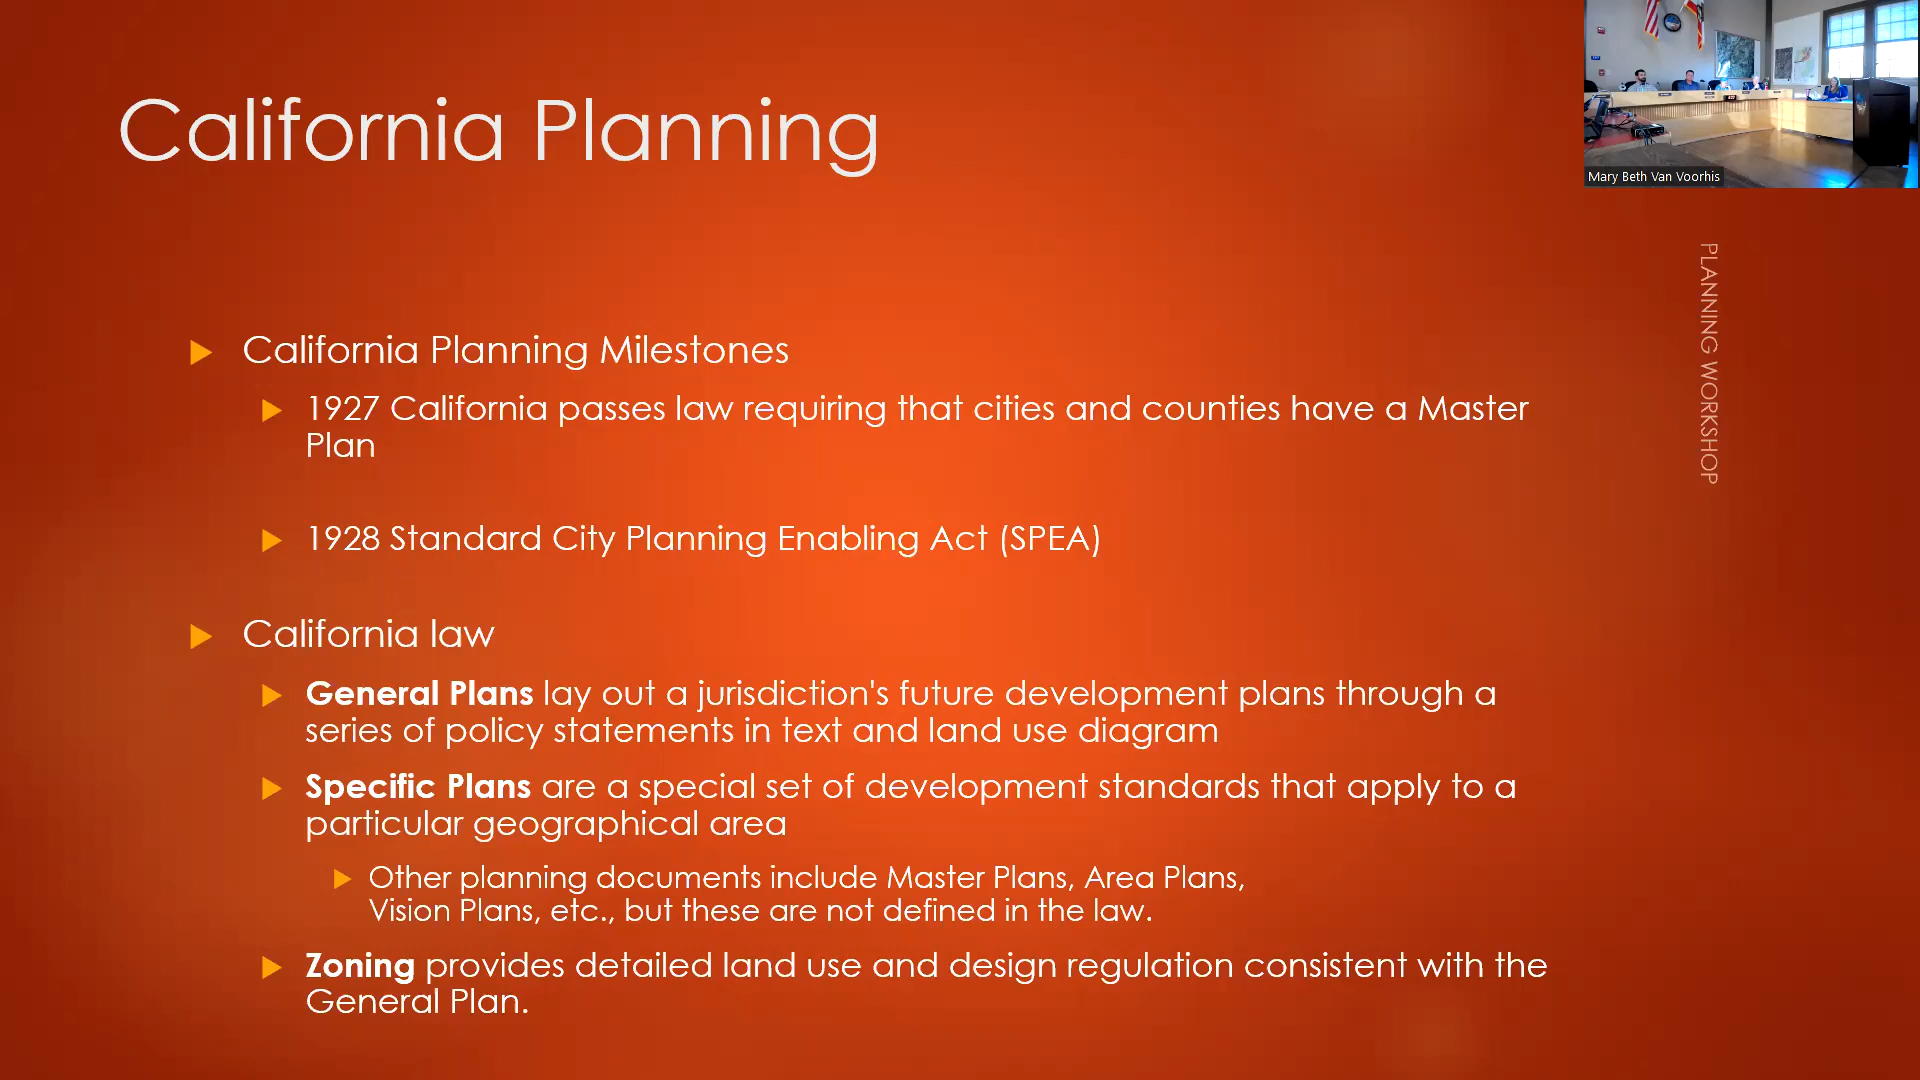 California Planning
Mary Beth Van Voorhis
PLANNING WORKSHOP
California Planning Milestones
1927 California passes law requiring that cities and counties have a Master
Plan
1928 Standard City Planning Enabling Act (SPEA)
California law
General Plans lay out a jurisdiction's future development plans through a
series of policy statements in text and land use diagram
Specific Plans are a special set of development standards that apply to a
particular geographical area
Other planning documents include Master Plans, Area Plans,
Vision Plans, etc., but these are not defined in the law.
Zoning provides detailed land use and design regulation consistent with the
General Plan.